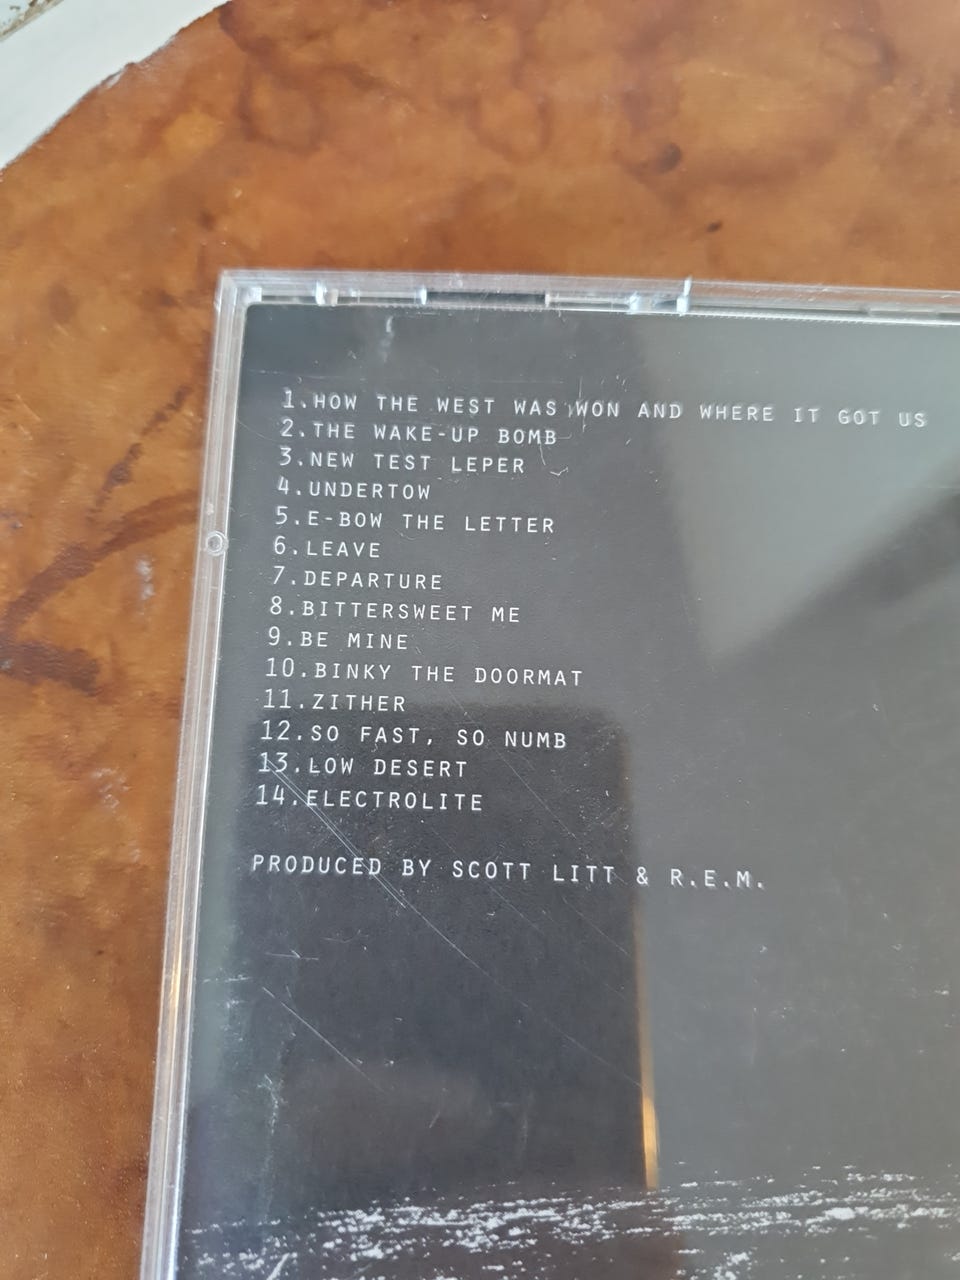 1.HOW THE WEST WAS WON AND WHERE IT GOT US
2.THE WAKE-UP BOMB
3.NEW TEST LEPER
4.UNDERTOW
5.E-BOW THE LETTER
6.LEAVE
7.DEPARTURE
8.BITTERSWEET ME
9.BE MINE
10.BINKY THE DOORMAT
11.ZITHER
12.SO FAST, SO NUMB
13.LOW DESERT
14.ELECTROLITE
PRODUCED BY SCOTT LITT & R.E.M.